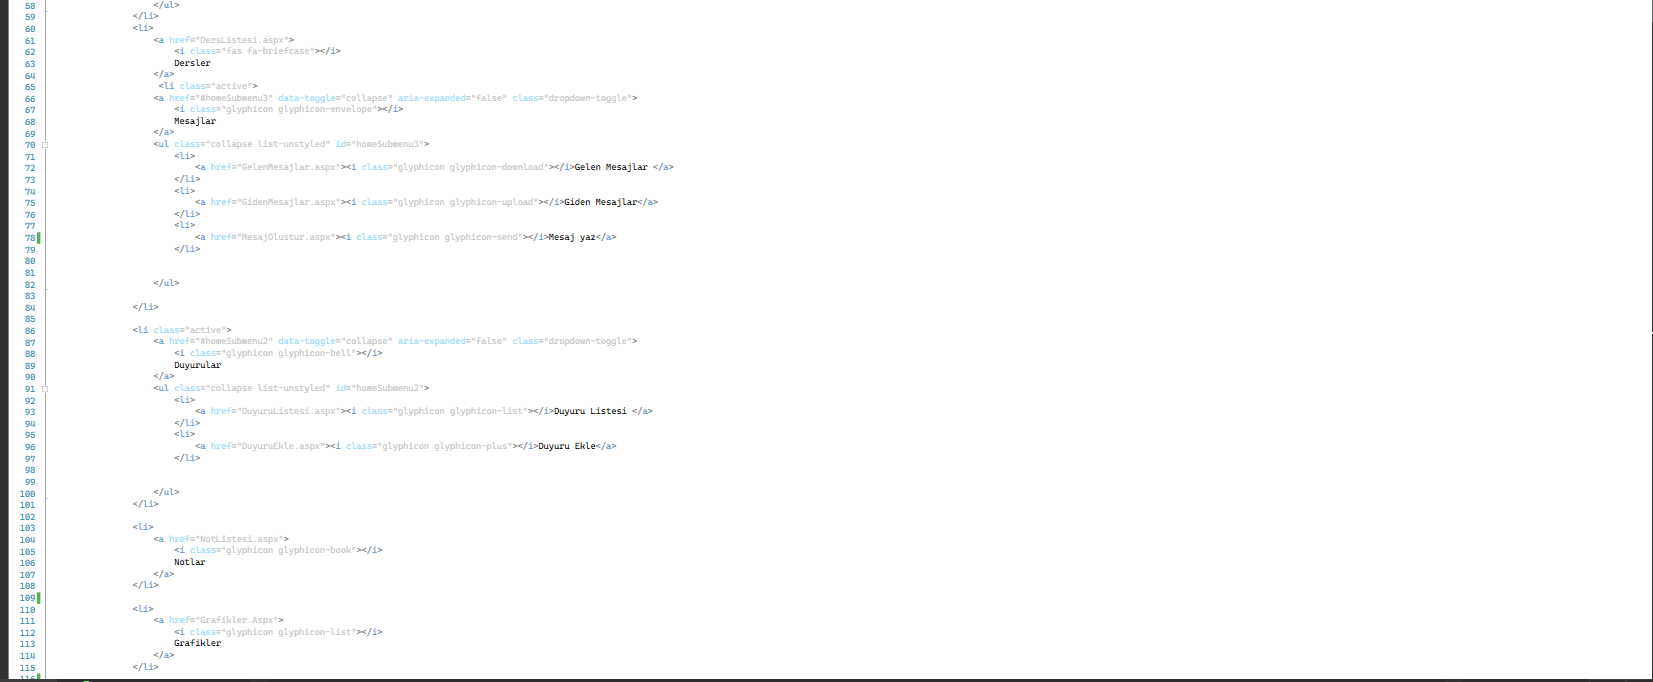 58 </ul>
59 </li>
60 <li>
61 <a href="DersListesi.aspx">
62 <i class="fas fa-briefcase"></i>
63 Dersler
64 </a>
65 <li class="active">
66 <a href="#homeSubmenu3" data-toggle="collapse" aria-expanded="false" class="dropdown-toggle">
67 <i class="glyphicon glyphicon-envelope"></i>
68 Mesajlar
69 </a>
70 <ul class="collapse list-unstyled" id="homeSubmenu3">
71 <li>
72 <a href="GelenMesajlar.aspx"><i class="glyphicon glyphicon-download"></i>Gelen Mesajlar </a>
73 </li>
74 <li>
75 <a href="GidenMesajlar.aspx"><i class="glyphicon glyphicon-upload"></i>Giden Mesajlar</a>
76 </li>
77 <li>
78 <a href="MesajOlustur.aspx"><i class="glyphicon glyphicon-send"></i>Mesaj yaz</a>
79 </li>
80
81
82 </ul>
83
84 </li>
85
86 <li class="active">
87 <a href="#homeSubmenu2" data-toggle="collapse" aria-expanded="false" class="dropdown-toggle">
88 <i class="glyphicon glyphicon-bell"></i>
89 Duyurular
90 </a>
91 <ul class="collapse list-unstyled" id="homeSubmenu2">
92 <li>
93 <a href="DuyuruListesi.aspx"><i class="glyphicon glyphicon-list"></i>Duyuru Listesi </a>
94 </li>
95 <li>
96 <a href="DuyuruEkle.aspx"><i class="glyphicon glyphicon-plus"></i>Duyuru Ekle</a>
97 </li>
98
99
100 </ul>
101 </li>
102
103 <li>
104 <a href="NotListesi.aspx">
105 <i class="glyphicon glyphicon-book"></i>
106 Notlar
107 </a>
108 </li>
109
110 <li>
111 <a href="Grafikler.Aspx">
112 <i class="glyphicon glyphicon-list"></i>
113 Grafikler
114 </a>
115 </li>
116